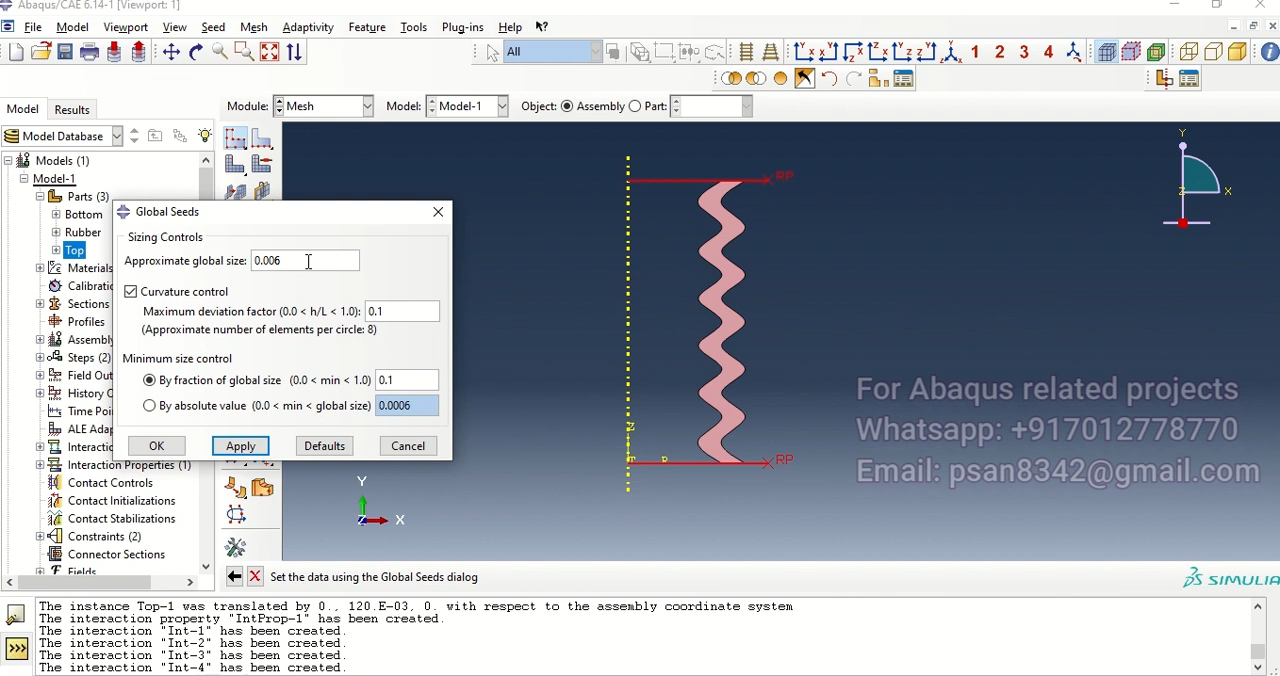 Abaqus/CAE 6.14-1 [Viewport: 1]
File Model Viewport View Seed Mesh Adaptivity Feature Tools Plug-ins Help
All
1 2 3 4
Model Results
Module: Mesh Model: Model-1 Object: Assembly Part:
Model Database
Models (1)
Model-1
Parts (3)
Bottom
Rubber
Top
Materials
Calibrati
Sections
Profiles
Assembly
Steps (2)
Field Out
History O
Time Poi
ALE Adap
Interactio
Interaction Properties (1)
Contact Controls
Contact Initializations
Contact Stabilizations
Constraints (2)
Connector Sections
Fields
Global Seeds
Sizing Controls
Approximate global size: 0.006
Curvature control
Maximum deviation factor (0.0 < h/L < 1.0): 0.1
(Approximate number of elements per circle: 8)
Minimum size control
By fraction of global size (0.0 < min < 1.0) 0.1
By absolute value (0.0 < min < global size) 0.0006
OK Apply Defaults Cancel
RP
RP
Y
X
Z
Y
X
Z
For Abaqus related projects
Whatsapp: +917012778770
Email: psan8342@gmail.com
Set the data using the Global Seeds dialog
SIMULIA
The instance Top-1 was translated by 0., 120.E-03, 0. with respect to the assembly coordinate system
The interaction property "IntProp-1" has been created.
The interaction "Int-1" has been created.
The interaction "Int-2" has been created.
The interaction "Int-3" has been created.
The interaction "Int-4" has been created.